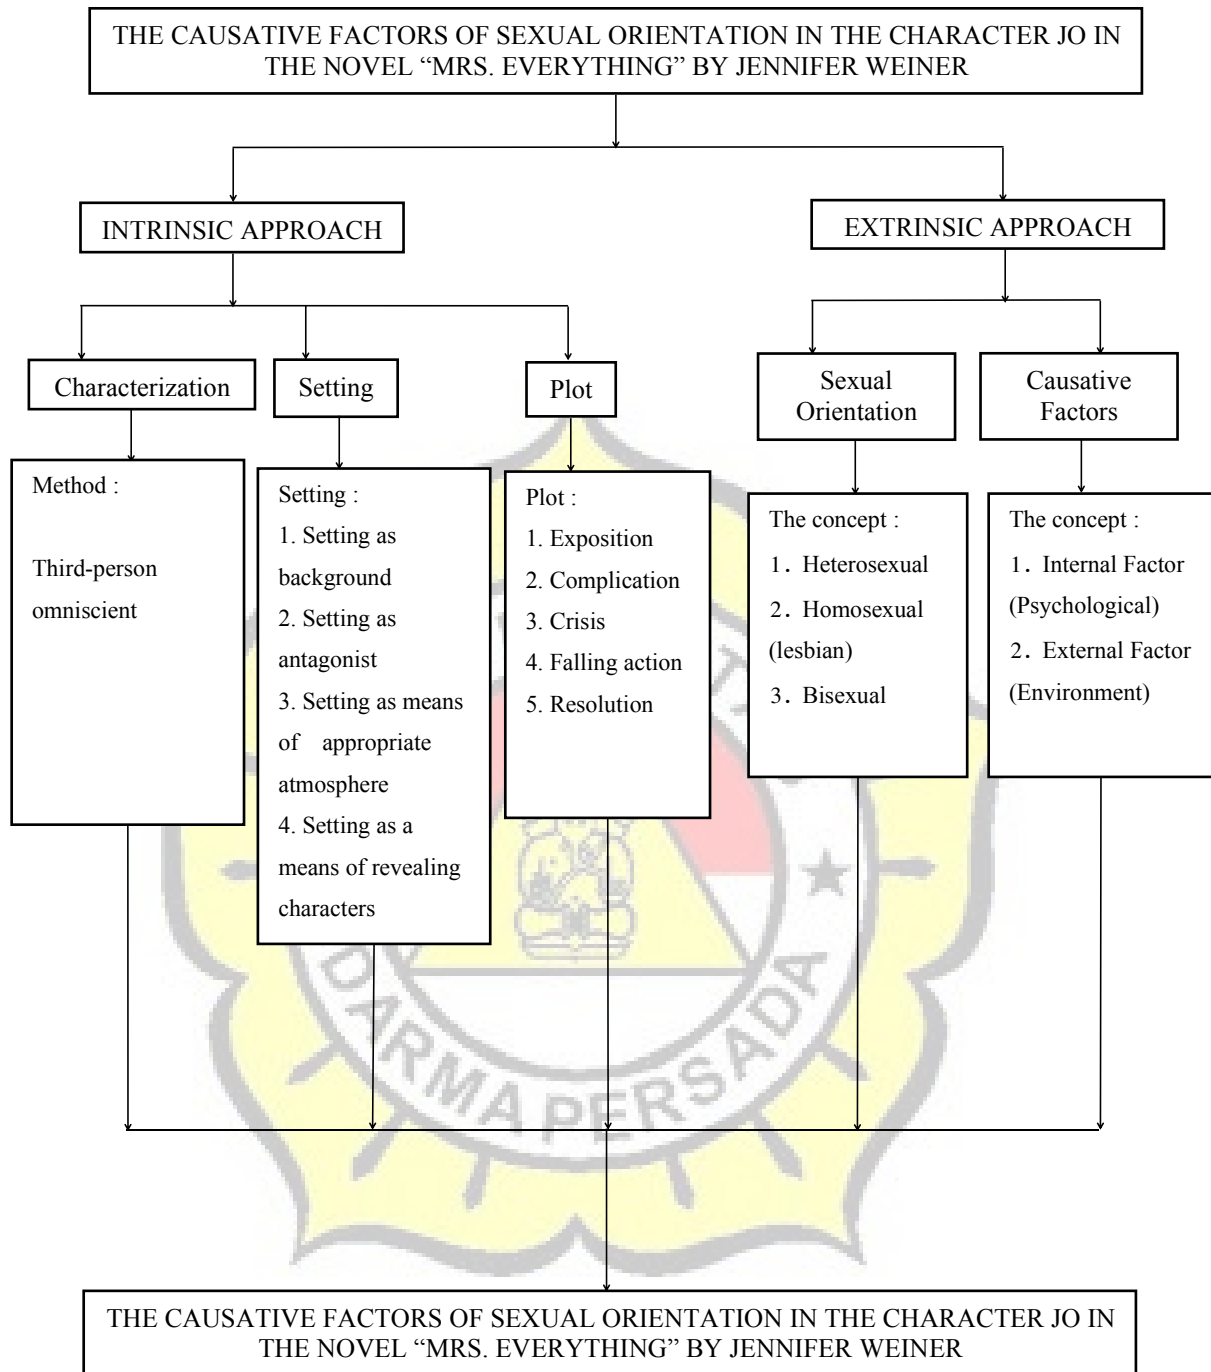 THE CAUSATIVE FACTORS OF SEXUAL ORIENTATION IN THE CHARACTER JO IN
THE NOVEL “MRS. EVERYTHING” BY JENNIFER WEINER
INTRINSIC APPROACH
EXTRINSIC APPROACH
Characterization
Setting
Plot
Sexual
Orientation
Causative
Factors
Method :
Third-person
omniscient
Setting :
1. Setting as
background
2. Setting as
antagonist
3. Setting as means
of appropriate
atmosphere
4. Setting as a
means of revealing
characters
Plot :
1. Exposition
2. Complication
3. Crisis
4. Falling action
5. Resolution
The concept :
1. Heterosexual
2. Homosexual
(lesbian)
3. Bisexual
The concept :
1. Internal Factor
(Psychological)
2. External Factor
(Environment)
DARMA PERSADA
THE CAUSATIVE FACTORS OF SEXUAL ORIENTATION IN THE CHARACTER JO IN
THE NOVEL “MRS. EVERYTHING” BY JENNIFER WEINER